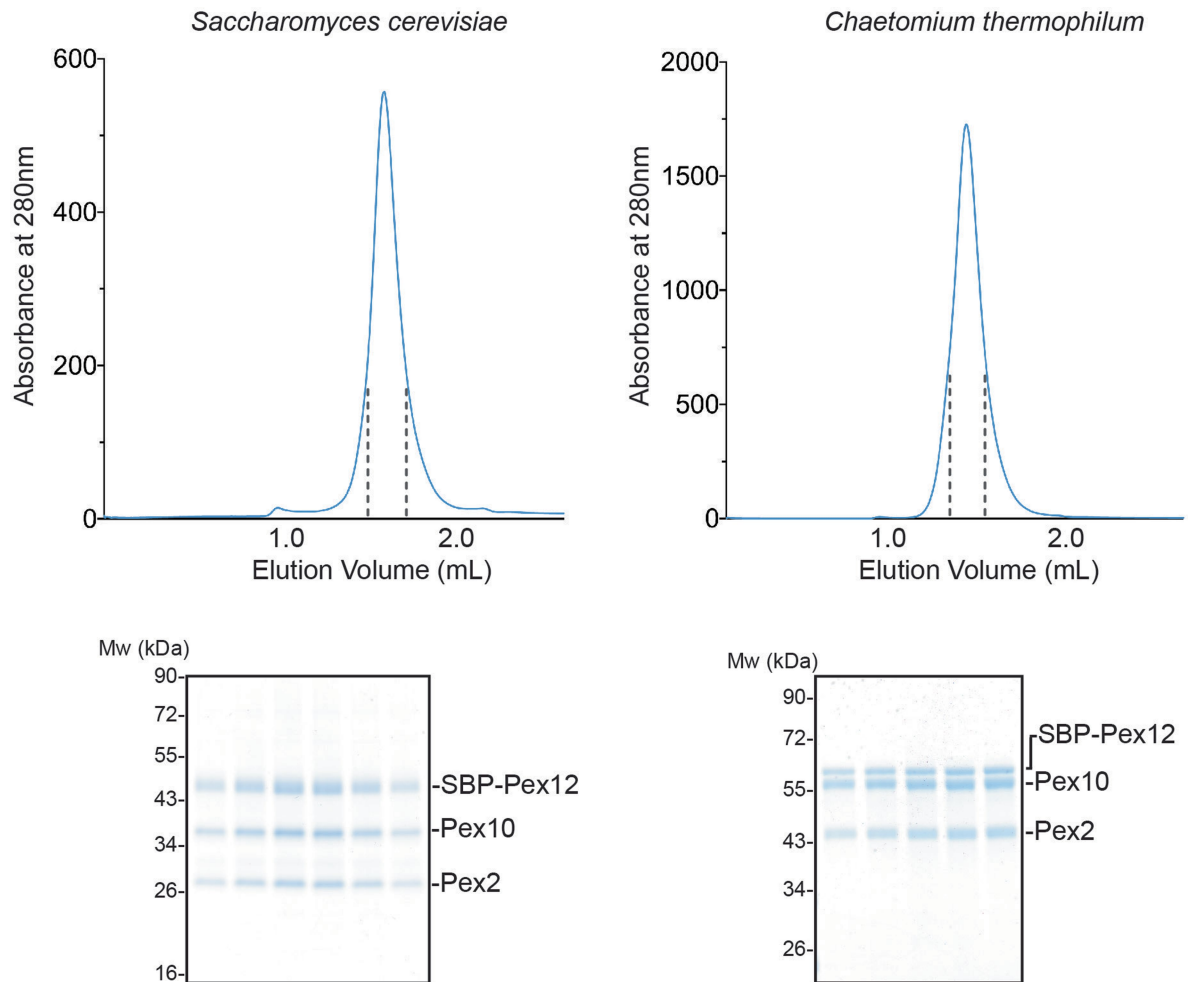 Saccharomyces cerevisiae
600
400
200
0
Absorbance at 280nm
1.0 2.0
Elution Volume (mL)
Chaetomium thermophilum
2000
1500
1000
500
0
Absorbance at 280nm
1.0 2.0
Elution Volume (mL)
Mw (kDa)
90-
72-
55-
43-
34-
26-
16-
-SBP-Pex12
-Pex10
-Pex2
Mw (kDa)
90-
72-
55-
43-
34-
26-
-SBP-Pex12
-Pex10
-Pex2